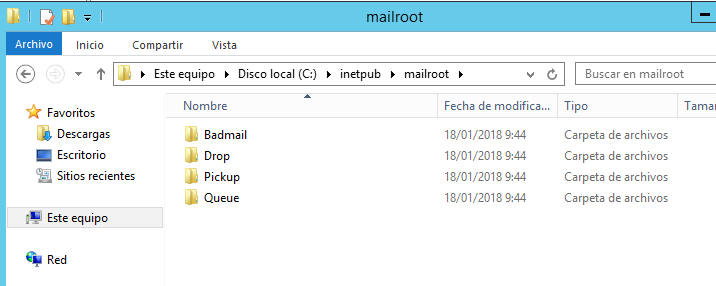 mailroot
Archivo Inicio Compartir Vista
Este equipo Disco local (C:) inetpub mailroot Buscar en mailroot
Favoritos
Descargas
Escritorio
Sitios recientes
Este equipo
Red
Nombre Fecha de modifica... Tipo Tamañ
Badmail 18/01/2018 9:44 Carpeta de archivos
Drop 18/01/2018 9:44 Carpeta de archivos
Pickup 18/01/2018 9:44 Carpeta de archivos
Queue 18/01/2018 9:44 Carpeta de archivos